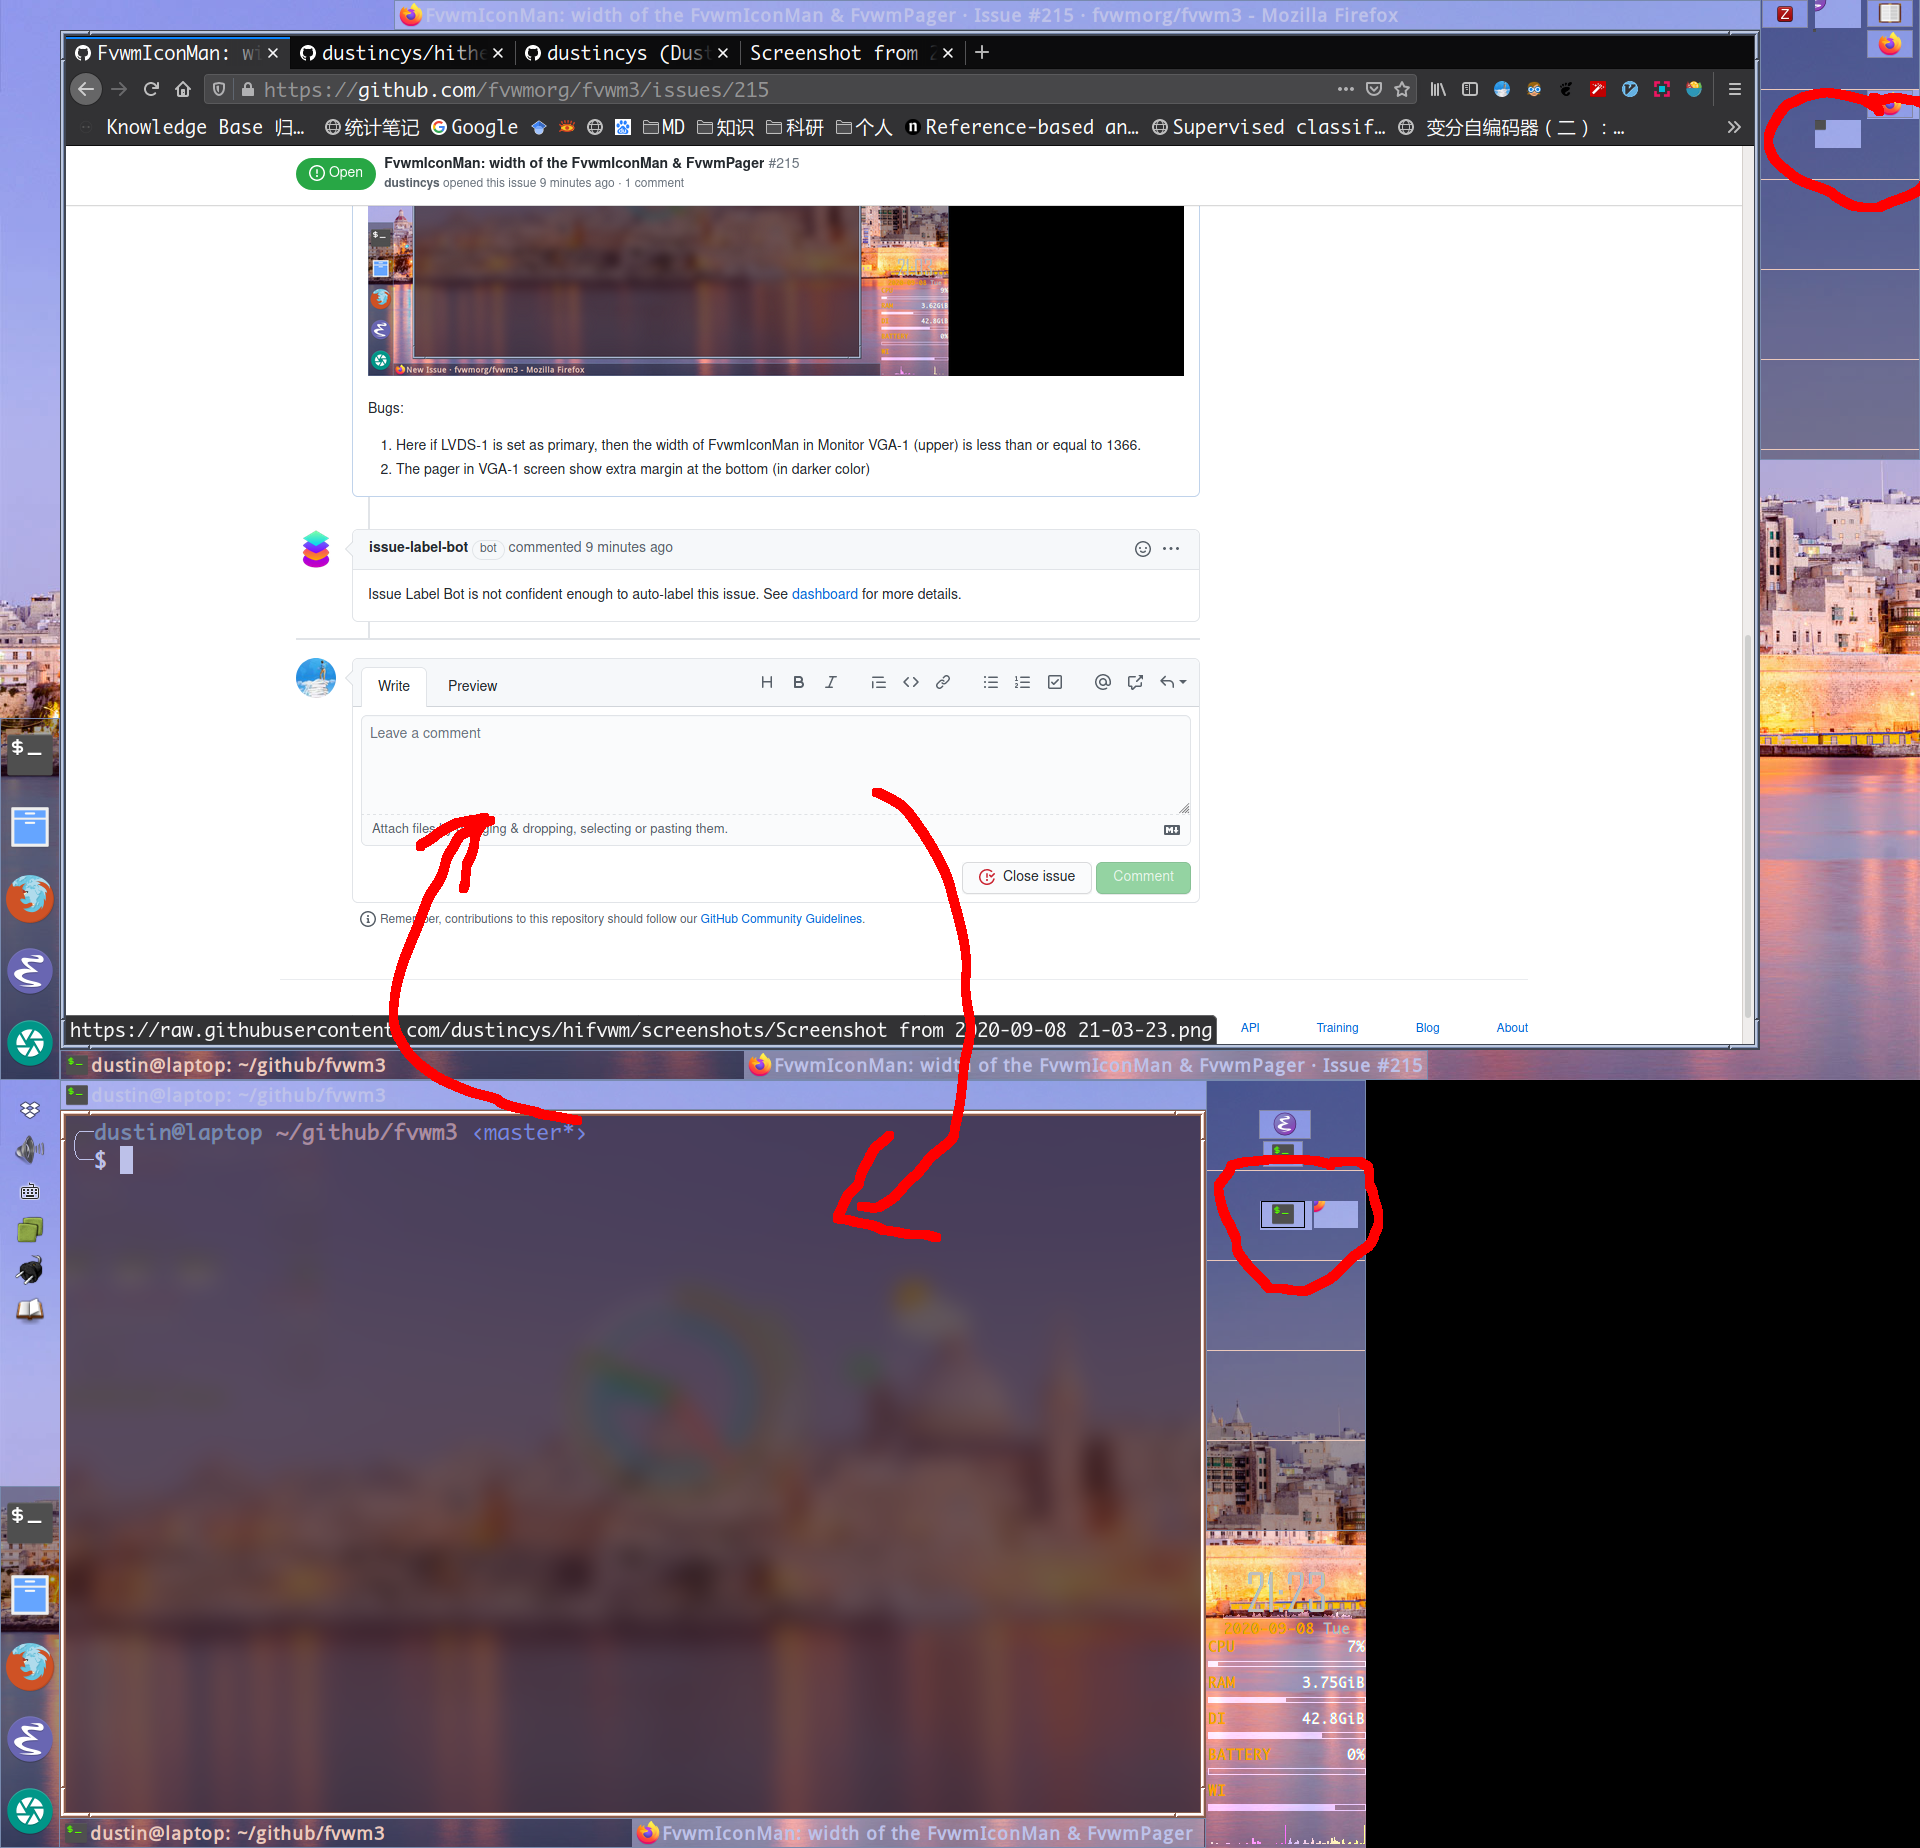 FvwmIconMan: width of the FvwmIconMan & FvwmPager · Issue #215 · fvwmorg/fvwm3 - Mozilla Firefox
Z
FvwmIconMan: wi
dustincys/hithe
dustincys (Dust
Screenshot from 2
https://github.com/fvwmorg/fvwm3/issues/215
Knowledge Base 归…
统计笔记
Google
MD
知识
科研
个人
Reference-based an…
Supervised classif…
变分自编码器（二）：…
Open
FvwmIconMan: width of the FvwmIconMan & FvwmPager #215
dustincys opened this issue 9 minutes ago · 1 comment
3.62GiB
42.8GiB
New Issue · fvwmorg/fvwm3 - Mozilla Firefox
Bugs:
1. Here if LVDS-1 is set as primary, then the width of FvwmIconMan in Monitor VGA-1 (upper) is less than or equal to 1366.
2. The pager in VGA-1 screen show extra margin at the bottom (in darker color)
issue-label-bot bot commented 9 minutes ago
Issue Label Bot is not confident enough to auto-label this issue. See dashboard for more details.
Write
Preview
Leave a comment
Attach files ging & dropping, selecting or pasting them.
Close issue
Comment
Remember, contributions to this repository should follow our GitHub Community Guidelines.
https://raw.githubusercontent.com/dustincys/hifvwm/screenshots/Screenshot from 2020-09-08 21-03-23.png
API
Training
Blog
About
dustin@laptop: ~/github/fvwm3
FvwmIconMan: width of the FvwmIconMan & FvwmPager · Issue #215
dustin@laptop: ~/github/fvwm3
dustin@laptop ~/github/fvwm3 ‹master*›
$
21:23
2020-09-08 Tue
CPU 7%
RAM 3.75GiB
DI 42.8GiB
BATTERY 0%
WI
dustin@laptop: ~/github/fvwm3
FvwmIconMan: width of the FvwmIconMan & FvwmPager